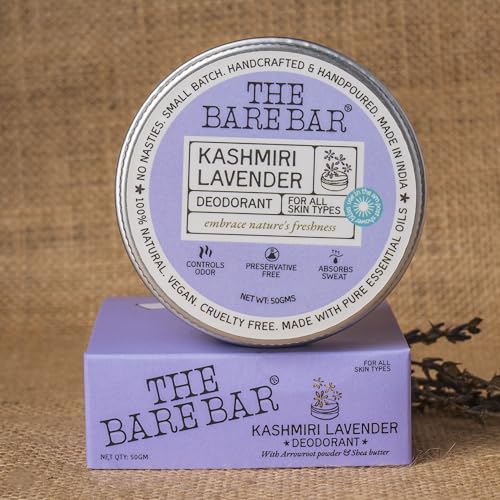 NO NASTIES. SMALL BATCH. HANDCRAFTED & HANDPOURED. MADE IN INDIA
★ 100% NATURAL. VEGAN. CRUELTY FREE. MADE WITH PURE ESSENTIAL OILS ★
THE
BARE BAR®
KASHMIRI
LAVENDER
DEODORANT
FOR ALL
SKIN TYPES
embrace nature's freshness
CONTROLS
ODOR
PRESERVATIVE
FREE
ABSORBS
SWEAT
NET WT: 50GMS
THE
BARE BAR®
NET QTY: 50GM
FOR ALL
SKIN TYPES
KASHMIRI LAVENDER
★DEODORANT★
With Arrowroot powder & Shea butter